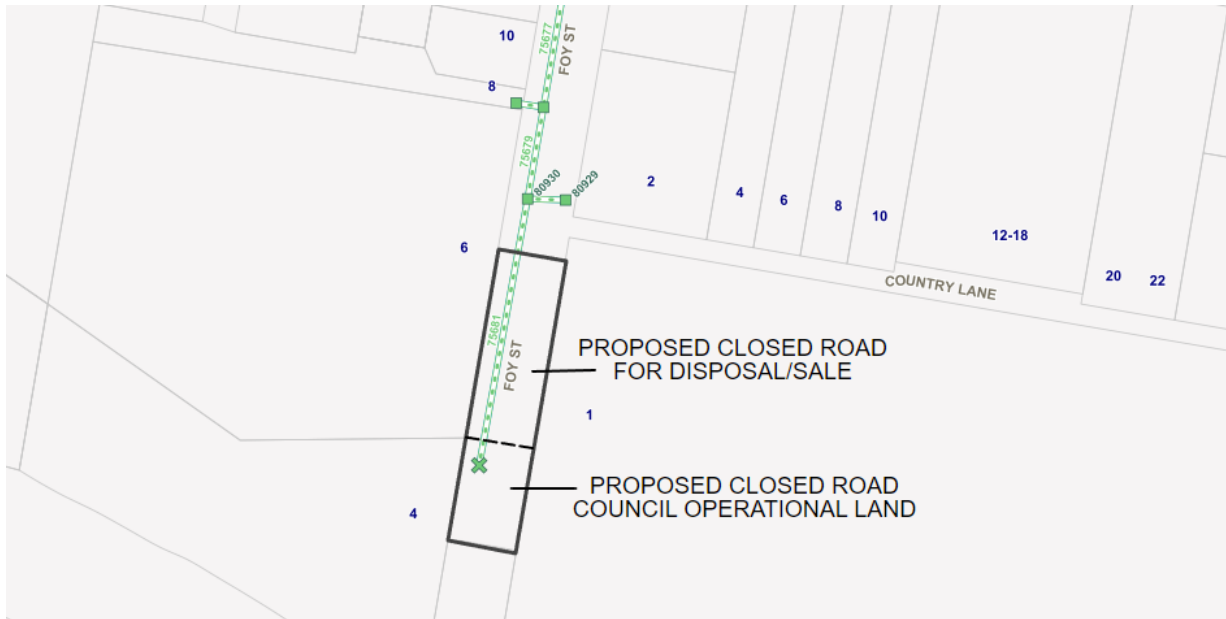 10
75677
FOY ST
8
75679
80930
80929
2
4
6
8
10
12-18
6
COUNTRY LANE
20
22
75681
FOY ST
PROPOSED CLOSED ROAD
FOR DISPOSAL/SALE
1
PROPOSED CLOSED ROAD
COUNCIL OPERATIONAL LAND
4